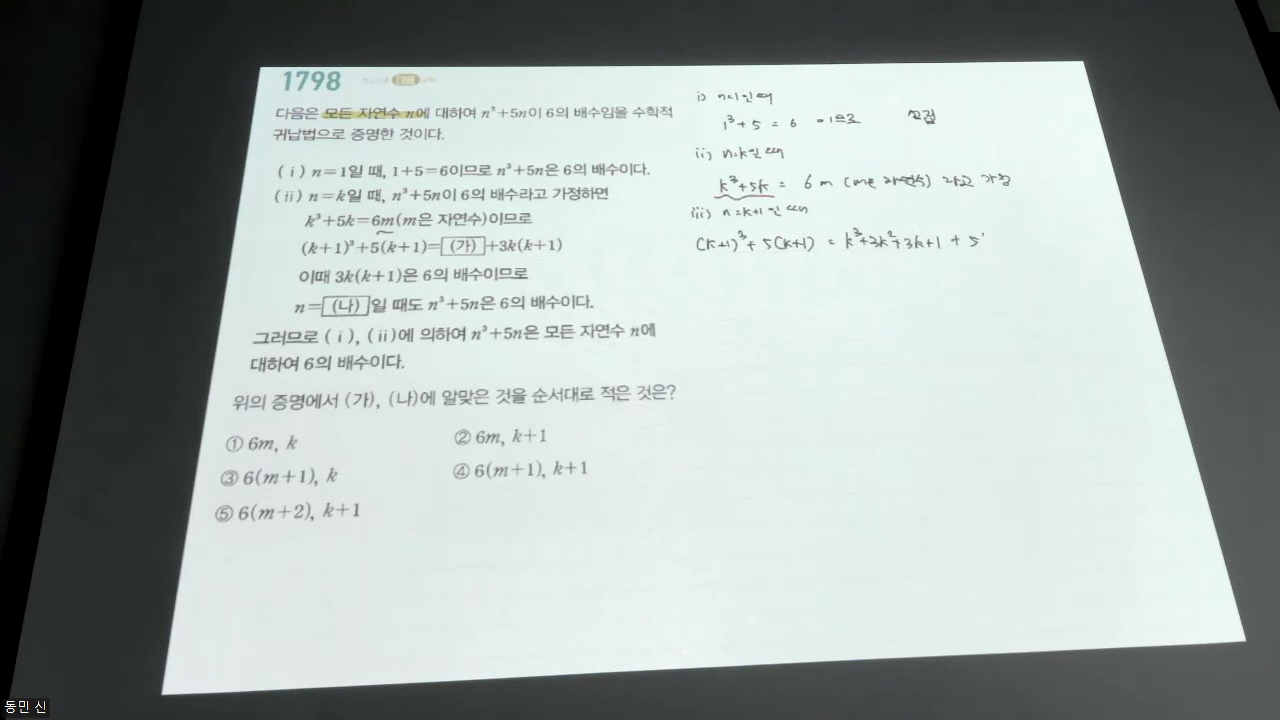 1798
다음은 모든 자연수 n에 대하여 n³+5n이 6의 배수임을 수학적
귀납법으로 증명한 것이다.
(ⅰ) n=1일 때, 1+5=6이므로 n³+5n은 6의 배수이다.
(ⅱ) n=k일 때, n³+5n이 6의 배수라고 가정하면
k³+5k=6m(m은 자연수)이므로
(k+1)³+5(k+1)=(가)+3k(k+1)
이때 3k(k+1)은 6의 배수이므로
n=(나)일 때도 n³+5n은 6의 배수이다.
그러므로 (ⅰ), (ⅱ)에 의하여 n³+5n은 모든 자연수 n에
대하여 6의 배수이다.
위의 증명에서 (가), (나)에 알맞은 것을 순서대로 적은 것은?
① 6m, k ② 6m, k+1
③ 6(m+1), k ④ 6(m+1), k+1
⑤ 6(m+2), k+1
i) n=1인 때
1³+5 = 6 이므로 성립
ii) n=k인 때
k³+5k = 6m (m은 자연수) 라고 가정
iii) n=k+1인 때
(k+1)³+5(k+1) = k³+3k²+3k+1 + 5
동민 신